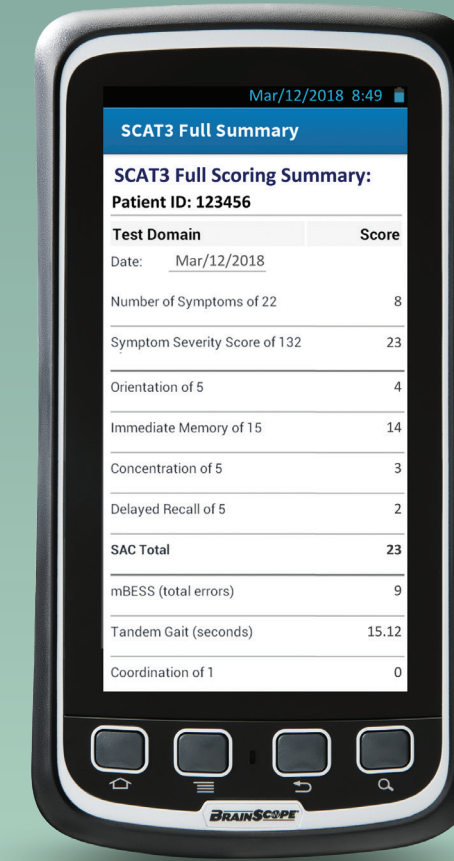 Mar/12/2018 8:49
SCAT3 Full Summary
SCAT3 Full Scoring Summary:
Patient ID: 123456
Test Domain Score
Date: Mar/12/2018
Number of Symptoms of 22 8
Symptom Severity Score of 132 23
Orientation of 5 4
Immediate Memory of 15 14
Concentration of 5 3
Delayed Recall of 5 2
SAC Total 23
mBESS (total errors) 9
Tandem Gait (seconds) 15.12
Coordination of 1 0
BRAINSCOPE